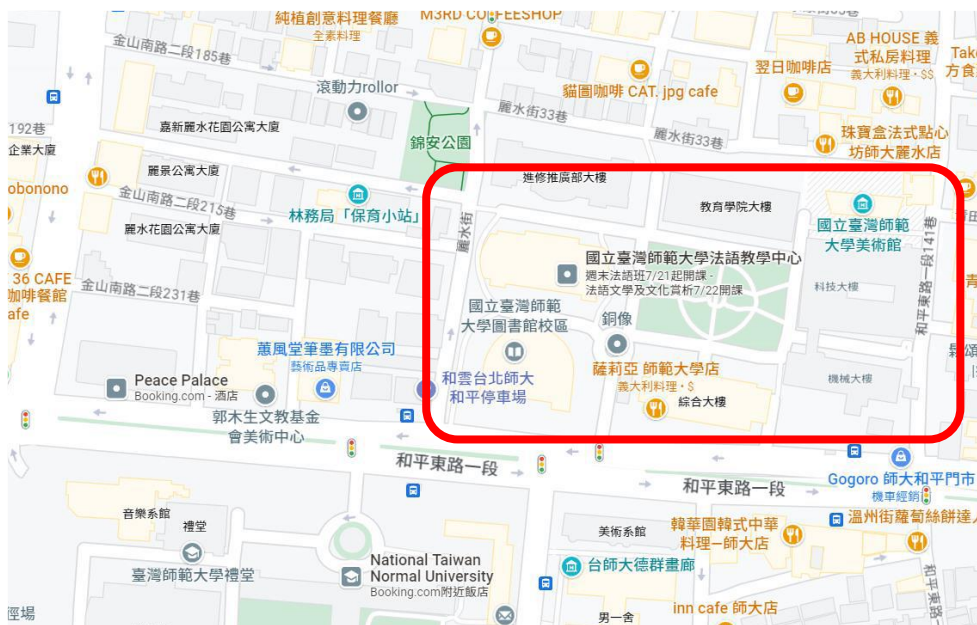 純植創意料理餐廳
全素料理
M3RD COFFEESHOP
AB HOUSE 義
式私房料理
義大利料理・$$
Take
方食
金山南路二段185巷
滾動力rollor
貓圖咖啡 CAT. jpg cafe
翌日咖啡店
192巷
企業大廈
嘉新麗水花園公寓大廈
錦安公園
麗水街33巷
麗水街33巷
珠寶盒法式點心
坊師大麗水店
obonono
麗景公寓大廈
金山南路二段215巷
麗水花園公寓大廈
林務局「保育小站」
麗水街
進修推廣部大樓
教育學院大樓
國立臺灣師範
大學美術館
和平東路一段141巷
青田
36 CAFE
咖啡餐館
afe
金山南路二段231巷
國立臺灣師範大學法語教學中心
週末法語班7/21起開課・
法語文學及文化賞析7/22開課
科技大樓
青
國立臺灣師範
大學圖書館校區
銅像
蕙風堂筆墨有限公司
藝術品專賣店
薩莉亞 師範大學店
義大利料理・$
鬆頌
Peace Palace
Booking.com - 酒店
郭木生文教基金
會美術中心
和雲台北師大
和平停車場
綜合大樓
機械大樓
和平東路一段
和平東路一段
Gogoro 師大和平門市
機車經銷
音樂系館
禮堂
臺灣師範大學禮堂
美術系館
韓華園韓式中華
料理–師大店
溫州街蘿蔔絲餅達人
National Taiwan
Normal University
Booking.com附近飯店
台師大德群畫廊
和平東路一
徑場
男一舍
inn cafe 師大店